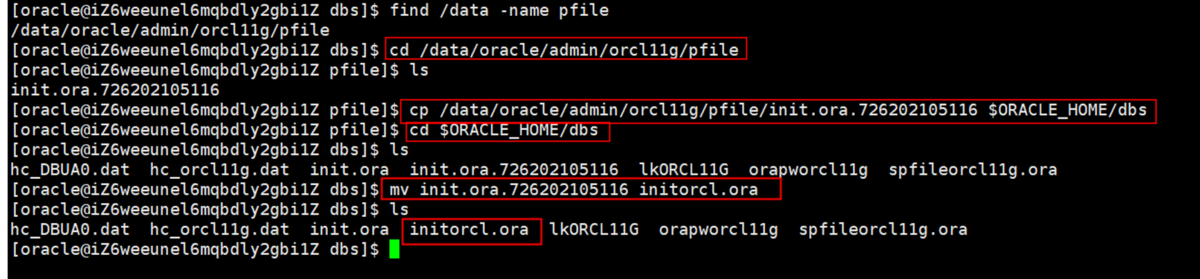 [oracle@iZ6weeunel6mqbdly2gbi1Z dbs]$ find /data -name pfile
/data/oracle/admin/orcl11g/pfile
[oracle@iZ6weeunel6mqbdly2gbi1Z dbs]$ cd /data/oracle/admin/orcl11g/pfile
[oracle@iZ6weeunel6mqbdly2gbi1Z pfile]$ ls
init.ora.726202105116
[oracle@iZ6weeunel6mqbdly2gbi1Z pfile]$ cp /data/oracle/admin/orcl11g/pfile/init.ora.726202105116 $ORACLE_HOME/dbs
[oracle@iZ6weeunel6mqbdly2gbi1Z pfile]$ cd $ORACLE_HOME/dbs
[oracle@iZ6weeunel6mqbdly2gbi1Z dbs]$ ls
hc_DBUA0.dat  hc_orcl11g.dat  init.ora  init.ora.726202105116  lkORCL11G  orapworcl11g  spfileorcl11g.ora
[oracle@iZ6weeunel6mqbdly2gbi1Z dbs]$ mv init.ora.726202105116 initorcl.ora
[oracle@iZ6weeunel6mqbdly2gbi1Z dbs]$ ls
hc_DBUA0.dat  hc_orcl11g.dat  init.ora  initorcl.ora  lkORCL11G  orapworcl11g  spfileorcl11g.ora
[oracle@iZ6weeunel6mqbdly2gbi1Z dbs]$